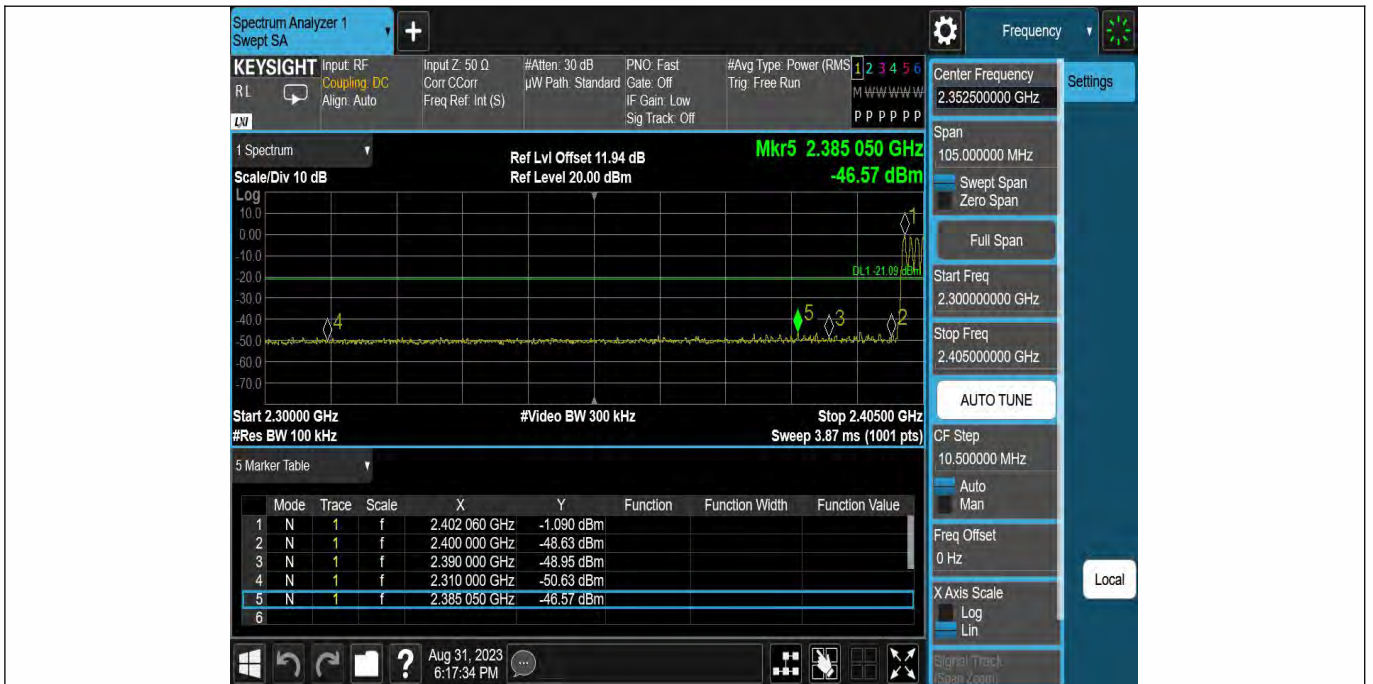 Spectrum Analyzer 1
Swept SA
+
Frequency
KEYSIGHT
RL
LXI
Input: RF
Coupling: DC
Align: Auto
Input Z: 50 Ω
Corr CCorr
Freq Ref: Int (S)
#Atten: 30 dB
µW Path: Standard
PNO: Fast
Gate: Off
IF Gain: Low
Sig Track: Off
#Avg Type: Power (RMS
Trig: Free Run
1 2 3 4 5 6
M W W W W W
P P P P P P
Center Frequency
2.352500000 GHz
Settings
Span
105.000000 MHz
Swept Span
Zero Span
Full Span
Start Freq
2.300000000 GHz
Stop Freq
2.405000000 GHz
AUTO TUNE
CF Step
10.500000 MHz
Auto
Man
Freq Offset
0 Hz
X Axis Scale
Log
Lin
Signal Track
(Span Zoom)
Local
1 Spectrum
Scale/Div 10 dB
Ref Lvl Offset 11.94 dB
Ref Level 20.00 dBm
Mkr5 2.385 050 GHz
-46.57 dBm
Log
10.0
0.00
-10.0
-20.0
-30.0
-40.0
-50.0
-60.0
-70.0
1
DL1 -21.09 dBm
4
5
3
2
Start 2.30000 GHz
#Video BW 300 kHz
Stop 2.40500 GHz
#Res BW 100 kHz
Sweep 3.87 ms (1001 pts)
5 Marker Table
Mode Trace Scale X Y Function Function Width Function Value
1 N 1 f 2.402 060 GHz -1.090 dBm
2 N 1 f 2.400 000 GHz -48.63 dBm
3 N 1 f 2.390 000 GHz -48.95 dBm
4 N 1 f 2.310 000 GHz -50.63 dBm
5 N 1 f 2.385 050 GHz -46.57 dBm
6
?
Aug 31, 2023
6:17:34 PM